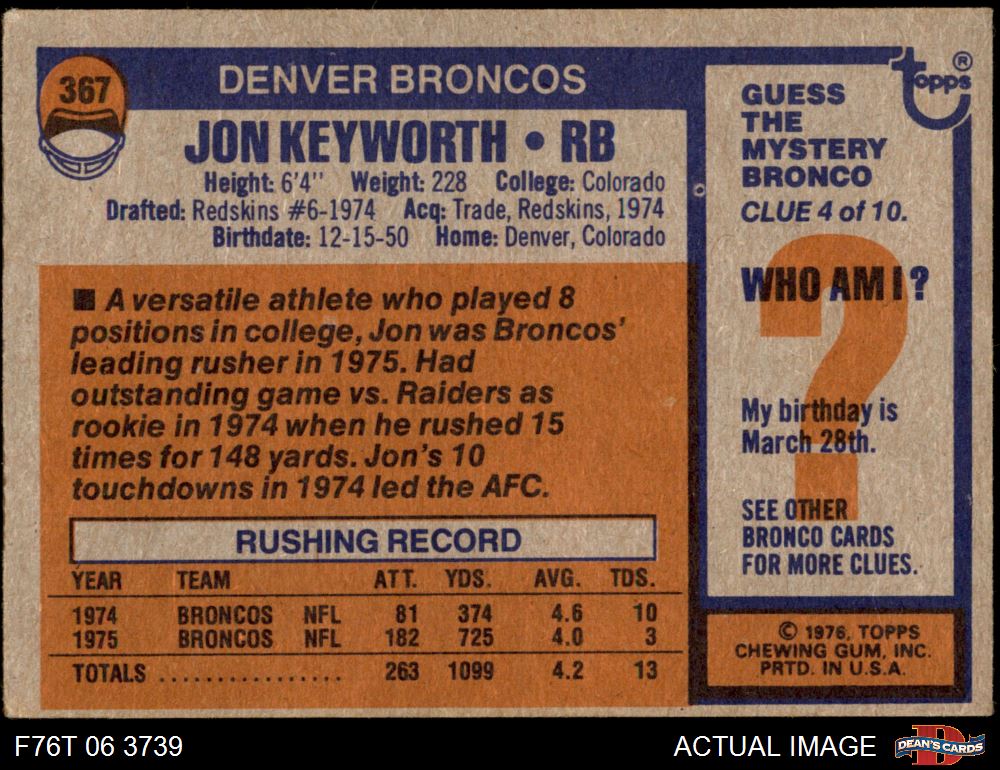 367
DENVER BRONCOS
JON KEYWORTH • RB
Height: 6'4" Weight: 228 College: Colorado
Drafted: Redskins #6-1974 Acq: Trade, Redskins, 1974
Birthdate: 12-15-50 Home: Denver, Colorado
■ A versatile athlete who played 8
positions in college, Jon was Broncos'
leading rusher in 1975. Had
outstanding game vs. Raiders as
rookie in 1974 when he rushed 15
times for 148 yards. Jon's 10
touchdowns in 1974 led the AFC.
RUSHING RECORD
YEAR TEAM ATT. YDS. AVG. TDS.
1974 BRONCOS NFL 81 374 4.6 10
1975 BRONCOS NFL 182 725 4.0 3
TOTALS ................ 263 1099 4.2 13
topps ®
GUESS
THE
MYSTERY
BRONCO
CLUE 4 of 10.
WHO AM I?
?
My birthday is
March 28th.
SEE OTHER
BRONCO CARDS
FOR MORE CLUES.
© 1976. TOPPS
CHEWING GUM, INC.
PRTD. IN U.S.A.
F76T 06 3739
ACTUAL IMAGE
D
DEAN'S CARDS